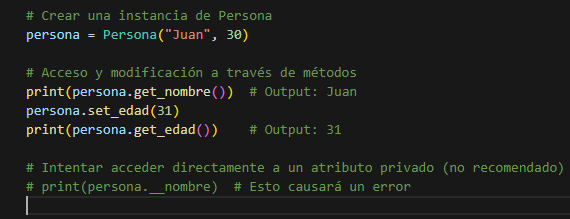 # Crear una instancia de Persona
persona = Persona("Juan", 30)
# Acceso y modificación a través de métodos
print(persona.get_nombre())  # Output: Juan
persona.set_edad(31)
print(persona.get_edad())    # Output: 31
# Intentar acceder directamente a un atributo privado (no recomendado)
# print(persona.__nombre)  # Esto causará un error